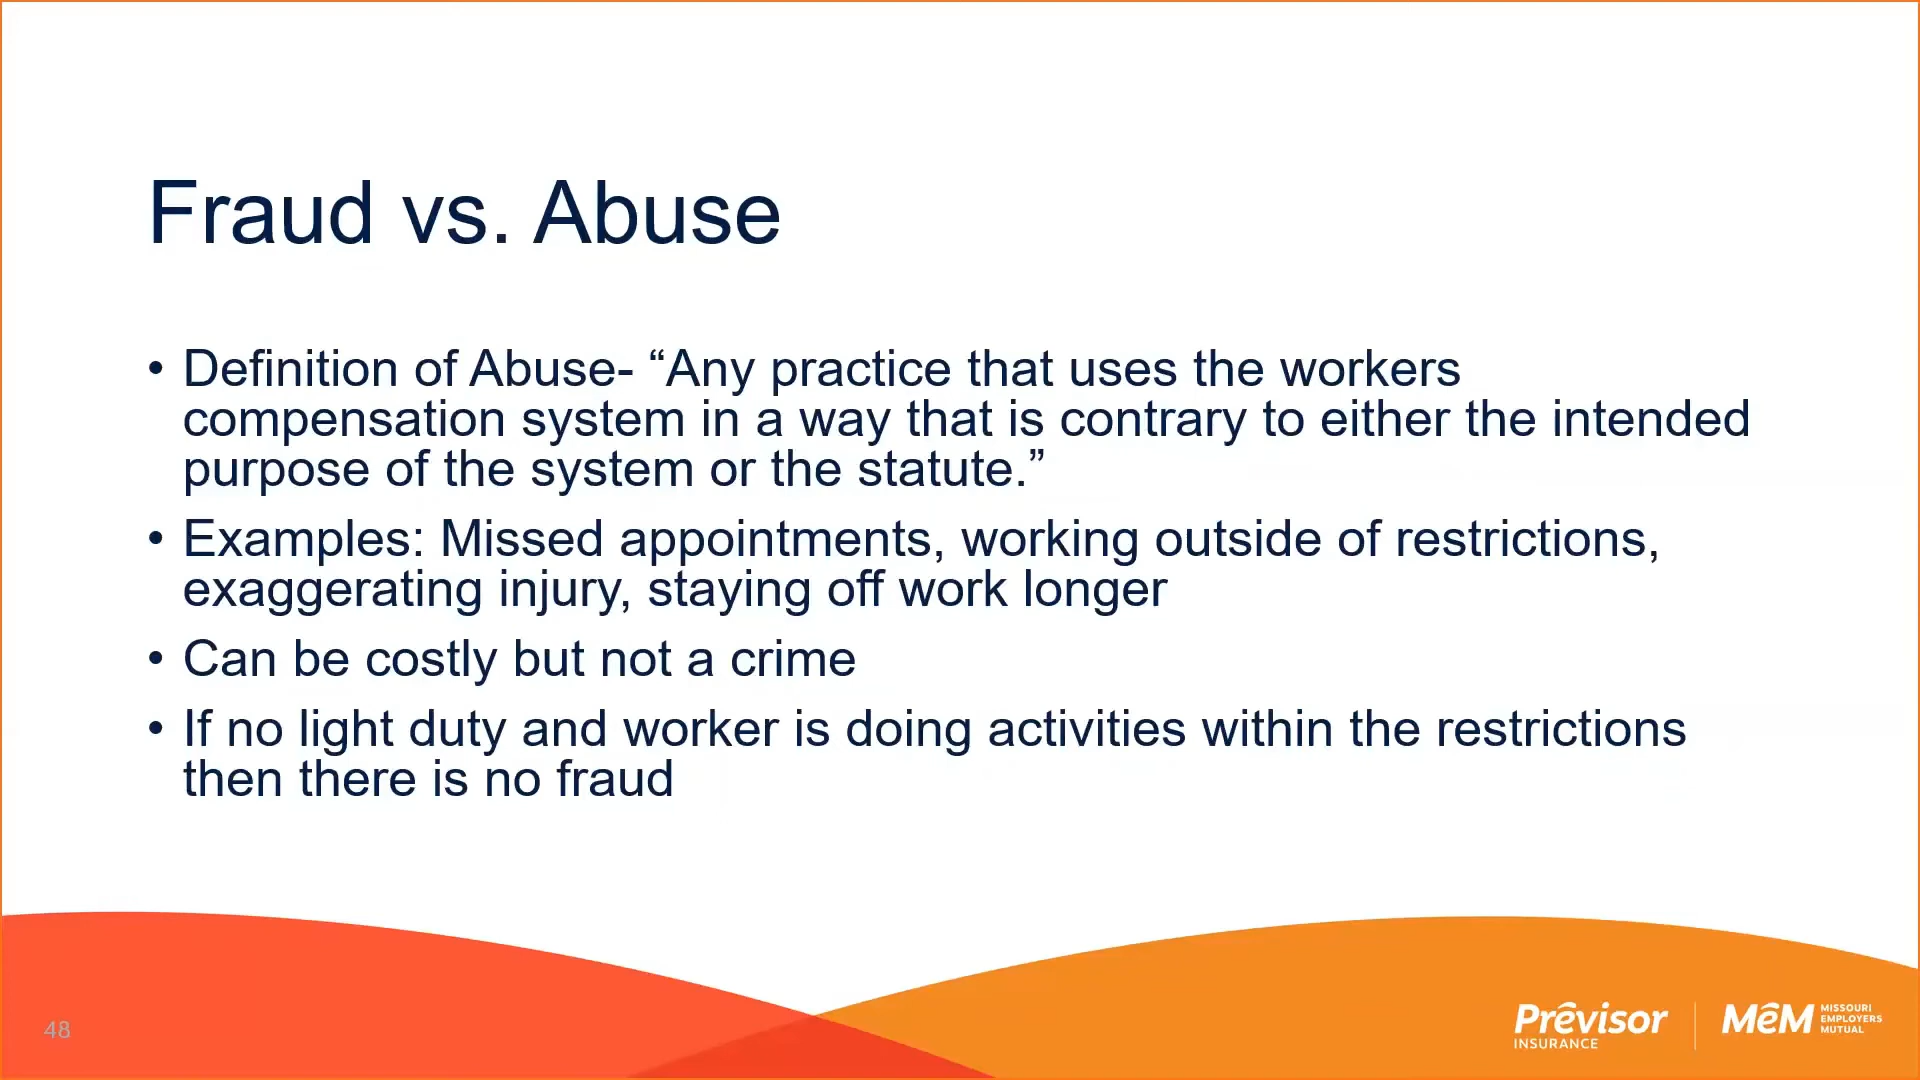 Fraud vs. Abuse
• Definition of Abuse- “Any practice that uses the workers
compensation system in a way that is contrary to either the intended
purpose of the system or the statute.”
• Examples: Missed appointments, working outside of restrictions,
exaggerating injury, staying off work longer
• Can be costly but not a crime
• If no light duty and worker is doing activities within the restrictions
then there is no fraud
48
Prêvisor
INSURANCE
MêM
MISSOURI
EMPLOYERS
MUTUAL